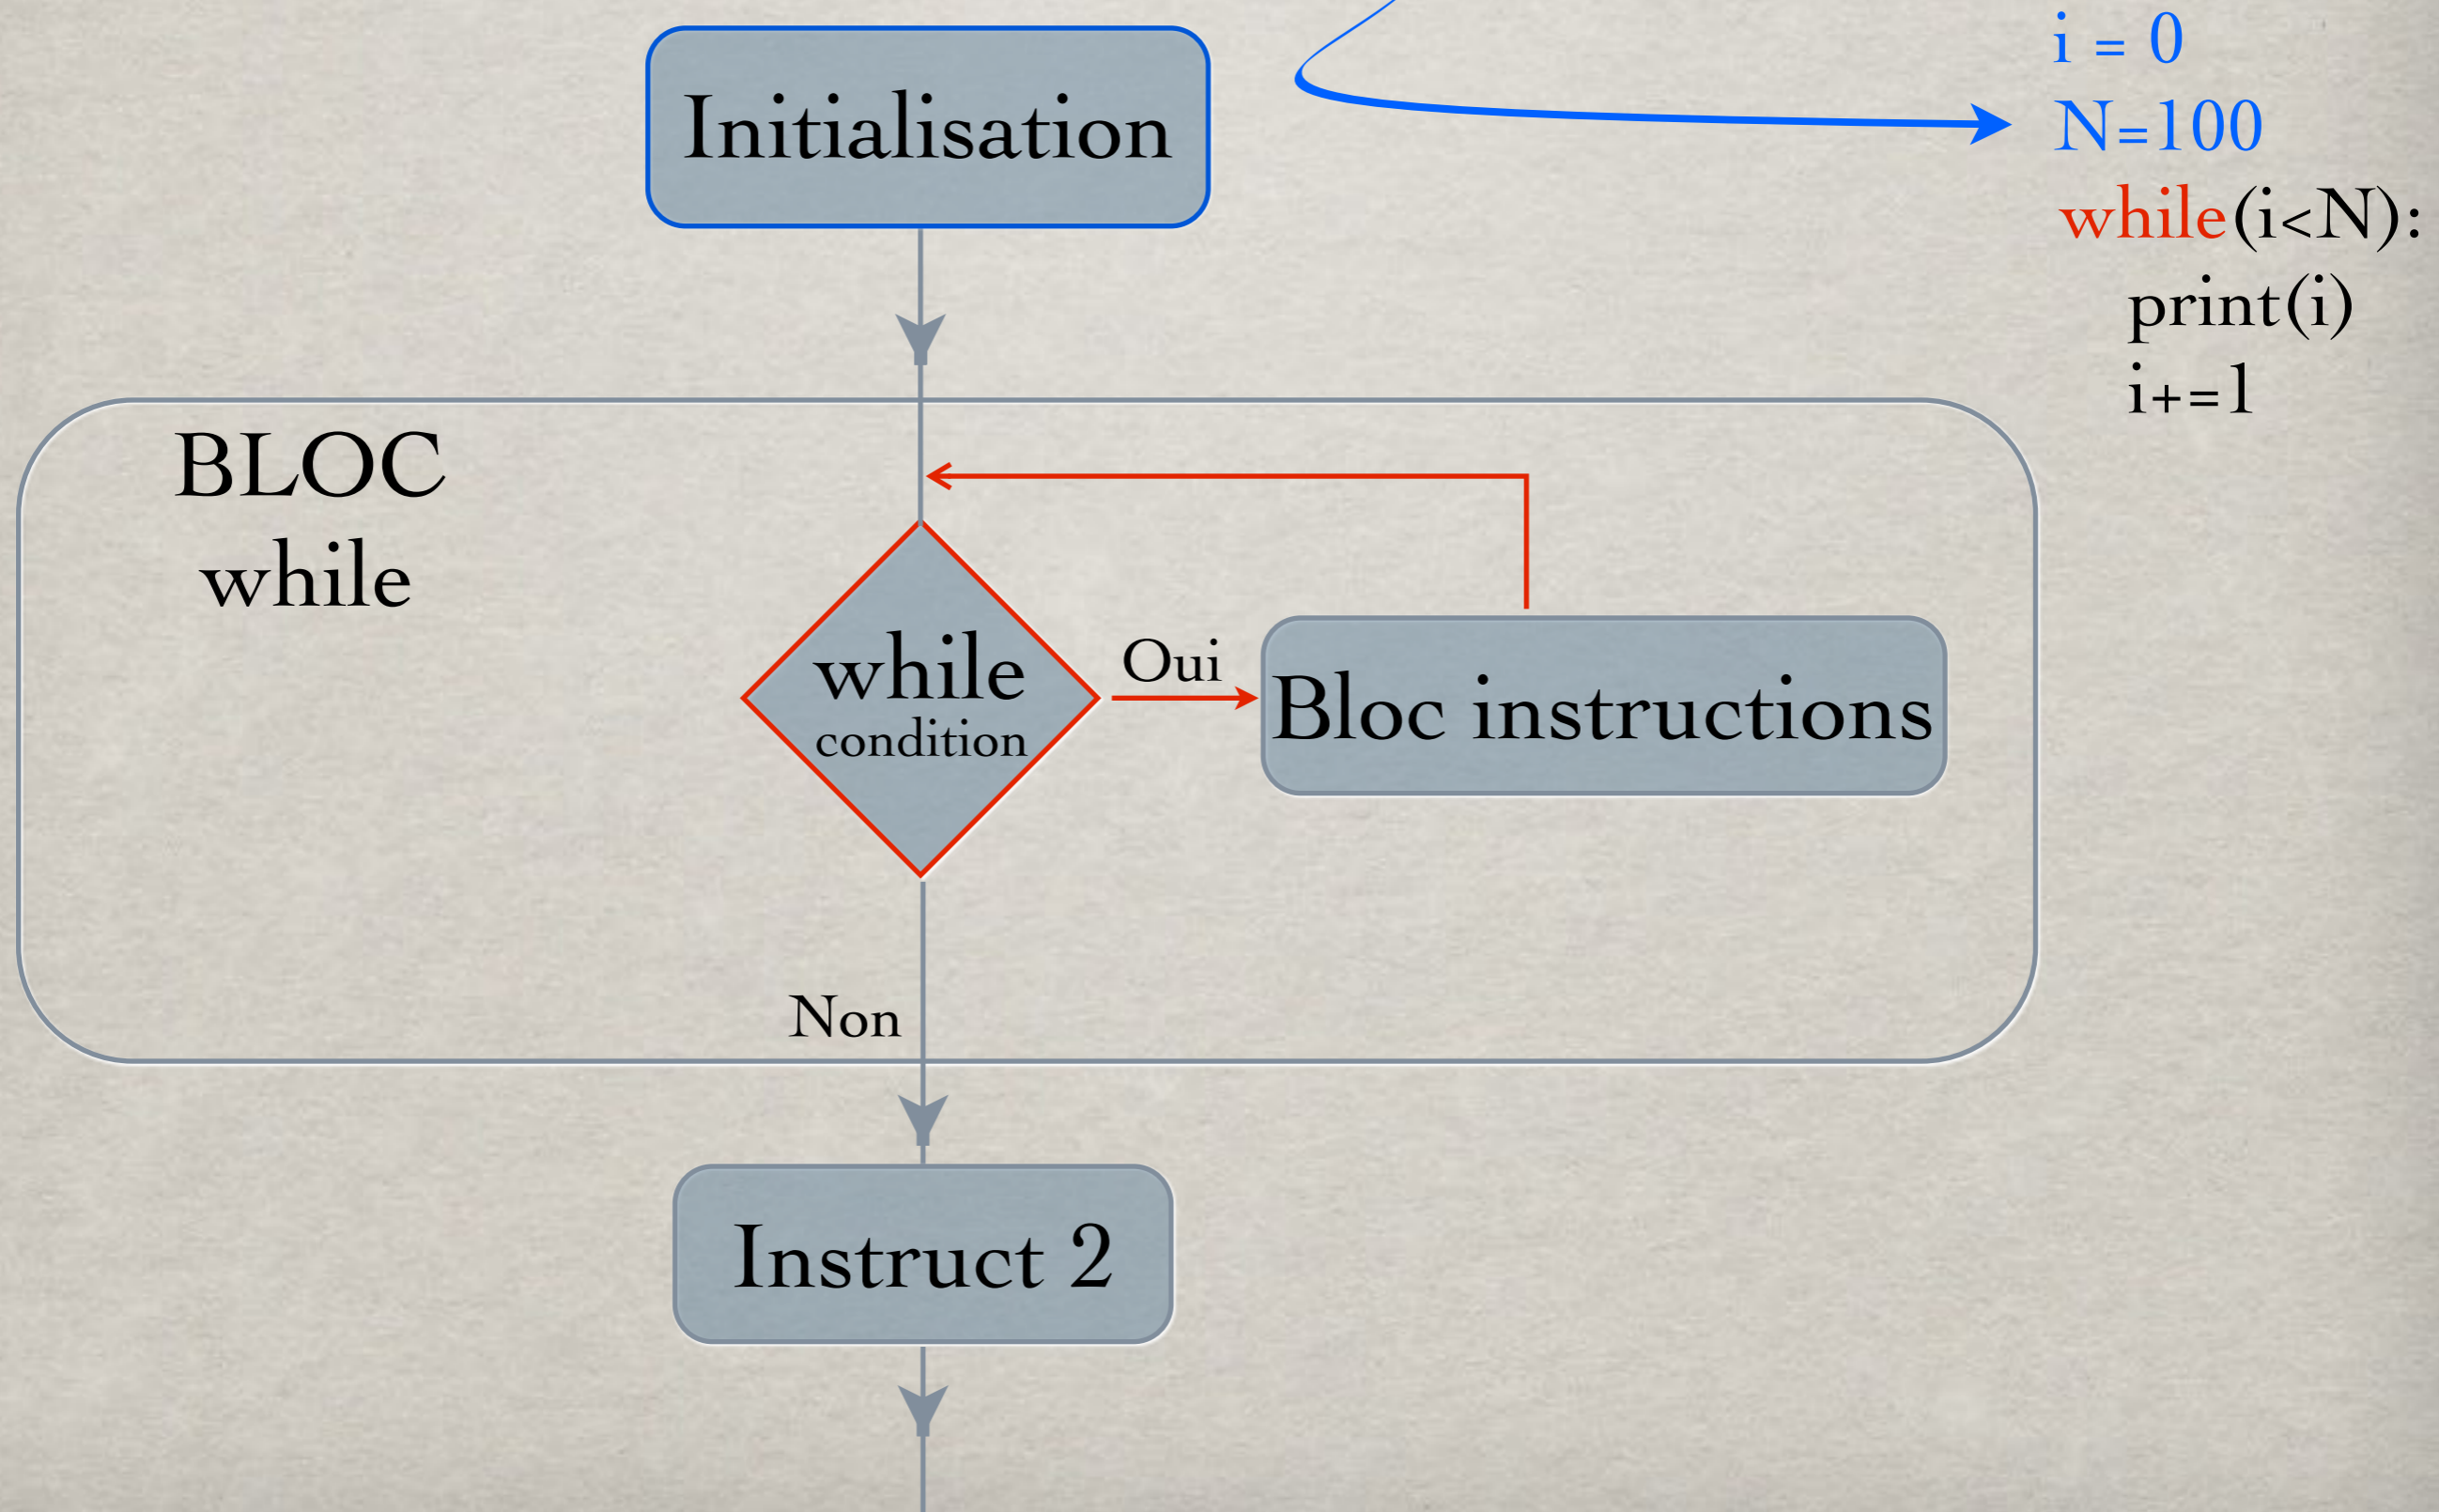 Initialisation
i = 0
N=100
while(i<N):
print(i)
i+=1
BLOC
while
while
condition
Oui
Bloc instructions
Non
Instruct 2